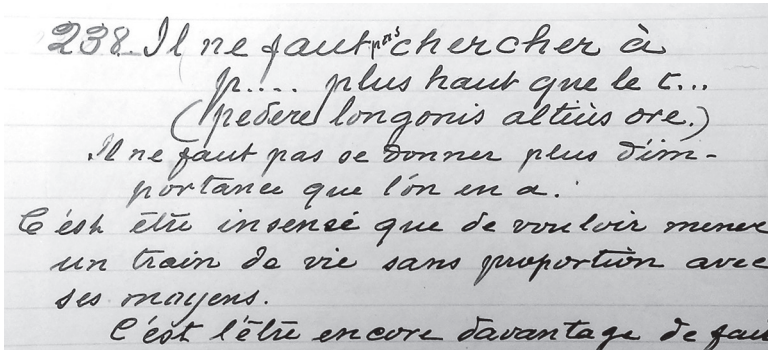 238. Il ne faut pas chercher à
p.... plus haut que le c...
(pedere longonis altiùs ore.)
Il ne faut pas se donner plus d'im-
portance que l'on en a.
C'est être insensé que de vouloir mener
un train de vie sans proportion avec
ses moyens.
C'est l'être encore davantage de fai